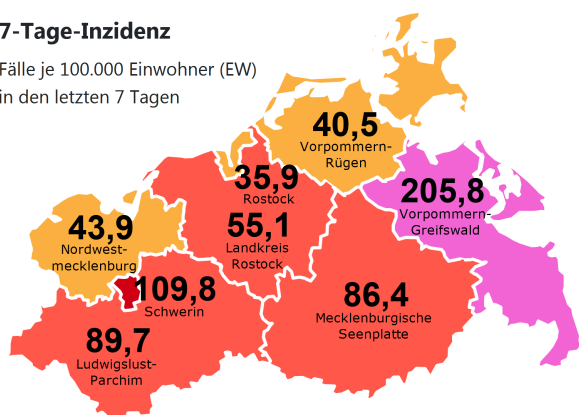 7-Tage-Inzidenz
Fälle je 100.000 Einwohner (EW)
in den letzten 7 Tagen
40,5
Vorpommern-
Rügen
35,9
Rostock
205,8
Vorpommern-
Greifswald
43,9
Nordwest-
mecklenburg
55,1
Landkreis
Rostock
109,8
Schwerin
86,4
Mecklenburgische
Seenplatte
89,7
Ludwigslust-
Parchim